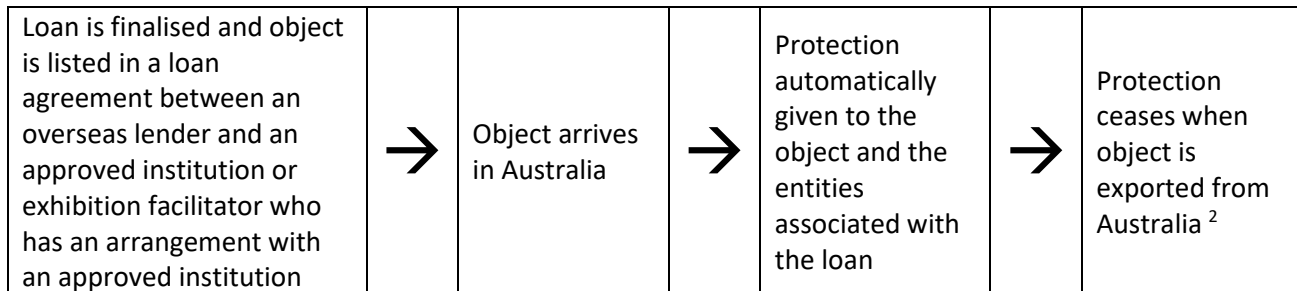 Loan is finalised and object
is listed in a loan
agreement between an
overseas lender and an
approved institution or
exhibition facilitator who
has an arrangement with
an approved institution
→
Object arrives
in Australia
→
Protection
automatically
given to the
object and the
entities
associated with
the loan
→
Protection
ceases when
object is
exported from
Australia ²